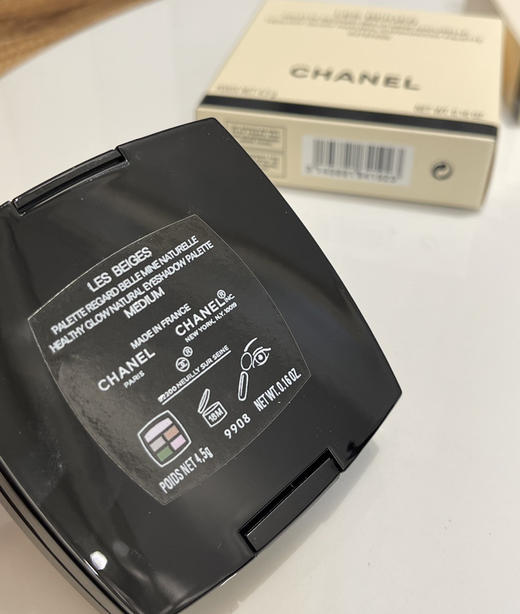 CHANEL
LES BEIGES
PALETTE REGARD BELLE MINE NATURELLE
HEALTHY GLOW NATURAL EYESHADOW PALETTE
MEDIUM
MADE IN FRANCE
CHANEL
PARIS
CHANEL® INC.
NEW YORK, N.Y. 10019
®
92200 NEUILLY SUR SEINE
18M
9908
POIDS NET 4,5g
NET WT. 0.16 OZ.